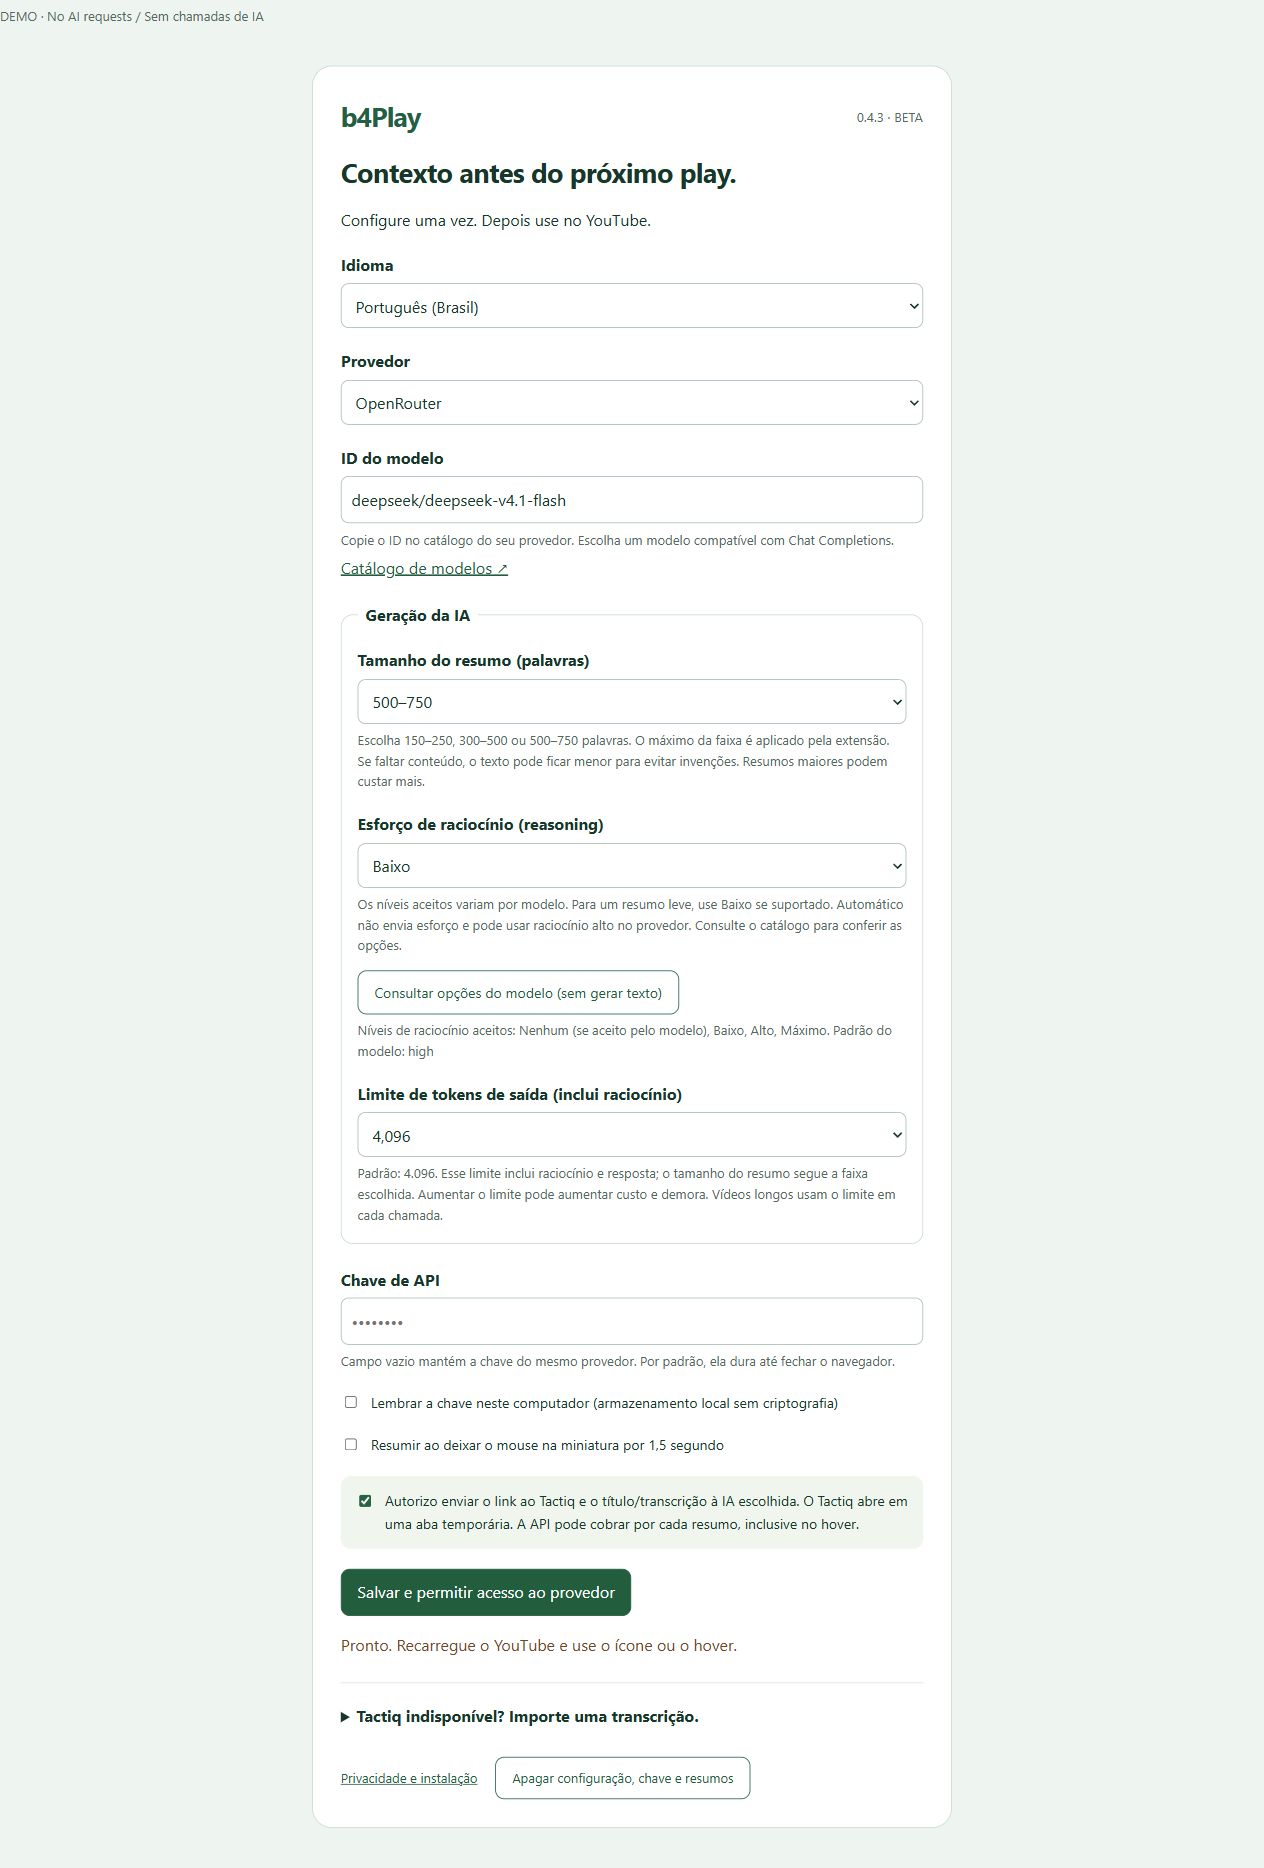 DEMO · No AI requests / Sem chamadas de IA
b4Play
0.4.3 · BETA
Contexto antes do próximo play.
Configure uma vez. Depois use no YouTube.
Idioma
Português (Brasil)
Provedor
OpenRouter
ID do modelo
deepseek/deepseek-v4.1-flash
Copie o ID no catálogo do seu provedor. Escolha um modelo compatível com Chat Completions.
Catálogo de modelos ↗
Geração da IA
Tamanho do resumo (palavras)
500–750
Escolha 150–250, 300–500 ou 500–750 palavras. O máximo da faixa é aplicado pela extensão.
Se faltar conteúdo, o texto pode ficar menor para evitar invenções. Resumos maiores podem
custar mais.
Esforço de raciocínio (reasoning)
Baixo
Os níveis aceitos variam por modelo. Para um resumo leve, use Baixo se suportado. Automático
não envia esforço e pode usar raciocínio alto no provedor. Consulte o catálogo para conferir as
opções.
Consultar opções do modelo (sem gerar texto)
Níveis de raciocínio aceitos: Nenhum (se aceito pelo modelo), Baixo, Alto, Máximo. Padrão do
modelo: high
Limite de tokens de saída (inclui raciocínio)
4,096
Padrão: 4.096. Esse limite inclui raciocínio e resposta; o tamanho do resumo segue a faixa
escolhida. Aumentar o limite pode aumentar custo e demora. Vídeos longos usam o limite em
cada chamada.
Chave de API
••••••••
Campo vazio mantém a chave do mesmo provedor. Por padrão, ela dura até fechar o navegador.
Lembrar a chave neste computador (armazenamento local sem criptografia)
Resumir ao deixar o mouse na miniatura por 1,5 segundo
Autorizo enviar o link ao Tactiq e o título/transcrição à IA escolhida. O Tactiq abre em
uma aba temporária. A API pode cobrar por cada resumo, inclusive no hover.
Salvar e permitir acesso ao provedor
Pronto. Recarregue o YouTube e use o ícone ou o hover.
▶ Tactiq indisponível? Importe uma transcrição.
Privacidade e instalação
Apagar configuração, chave e resumos